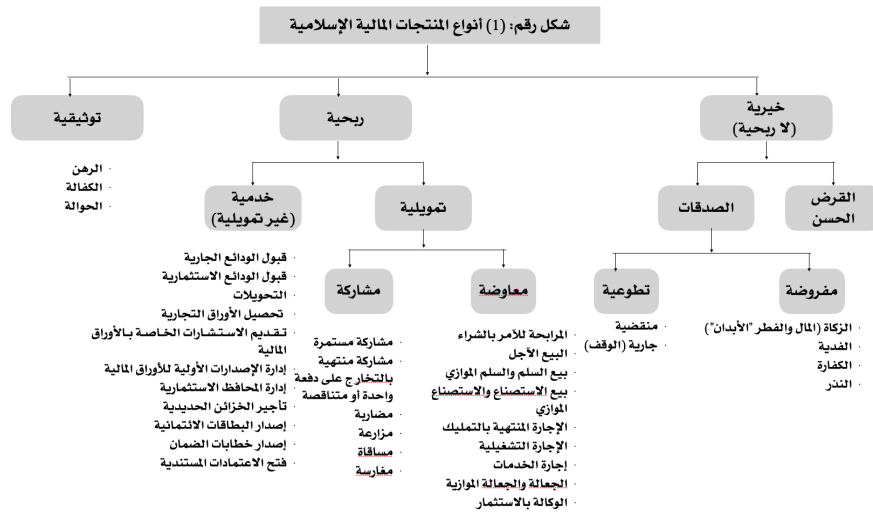 شكل رقم: (1) أنواع المنتجات المالية الإسلامية
خيرية
(لا ربحية)
ربحية
توثيقية
القرض
الحسن
الصدقات
تمويلية
خدمية
(غير تمويلية)
· الرهن
· الكفالة
· الحوالة
مفروضة
تطوعية
معاوضة
مشاركة
· الزكاة (المال والفطر "الأبدان")
· الفدية
· الكفارة
· النذر
· منقضية
· جارية (الوقف)
· المرابحة للآمر بالشراء
· البيع الآجل
· بيع السلم والسلم الموازي
· بيع الاستصناع والاستصناع
الموازي
· الإجارة المنتهية بالتمليك
· الإجارة التشغيلية
· إجارة الخدمات
· الجعالة والجعالة الموازية
· الوكالة بالاستثمار
· مشاركة مستمرة
· مشاركة منتهية
بالتخارج على دفعة
واحدة أو متناقصة
· مضاربة
· مزارعة
· مساقاة
· مغارسة
· قبول الودائع الجارية
· قبول الودائع الاستثمارية
· التحويلات
· تحصيل الأوراق التجارية
· تقديم الاستشارات الخاصة بالأوراق
المالية
· إدارة الإصدارات الأولية للأوراق المالية
· إدارة المحافظ الاستثمارية
· تأجير الخزائن الحديدية
· إصدار البطاقات الائتمانية
· إصدار خطابات الضمان
· فتح الاعتمادات المستندية